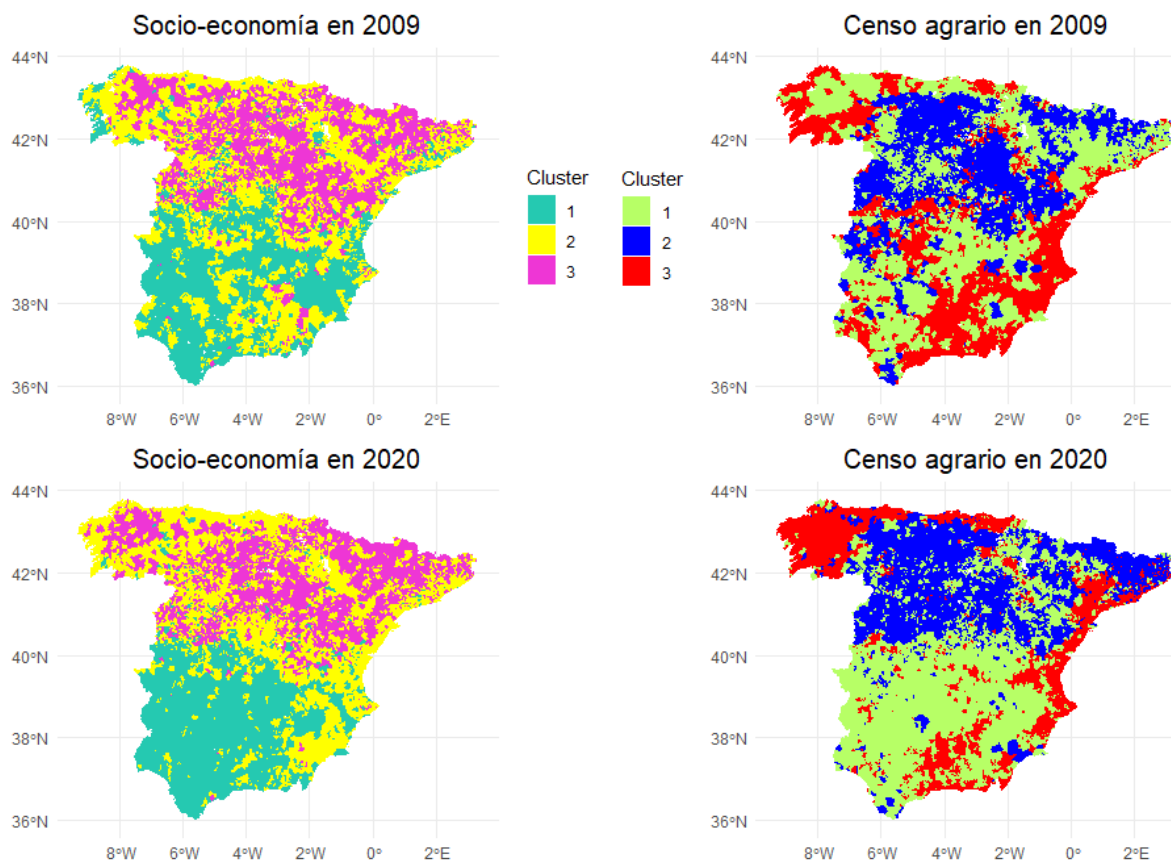 Socio-economía en 2009
Censo agrario en 2009
44°N
42°N
40°N
38°N
36°N
8°W 6°W 4°W 2°W 0° 2°E
Cluster
1
2
3
Cluster
1
2
3
44°N
42°N
40°N
38°N
36°N
8°W 6°W 4°W 2°W 0° 2°E
Socio-economía en 2020
Censo agrario en 2020
44°N
42°N
40°N
38°N
36°N
8°W 6°W 4°W 2°W 0° 2°E
44°N
42°N
40°N
38°N
36°N
8°W 6°W 4°W 2°W 0° 2°E